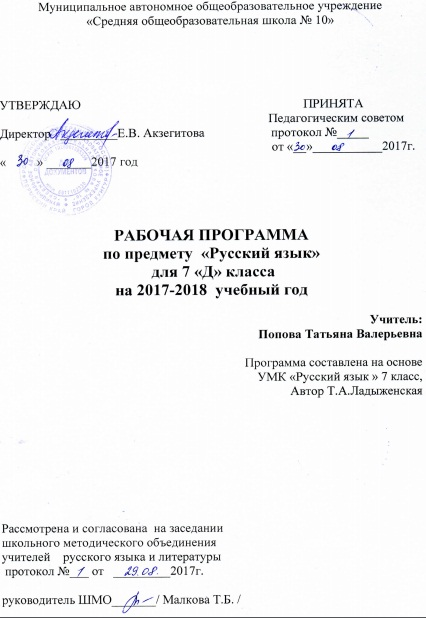 Муниципальное автономное общеобразовательное учреждение
«Средняя общеобразовательная школа № 10»
УТВЕРЖДАЮ
Директор Е.В. Акзегитова
« 30 » 08 2017 год
ПРИНЯТА
Педагогическим советом
протокол № 1
от «30» 08 2017г.
РАБОЧАЯ ПРОГРАММА
по предмету «Русский язык»
для 7 «Д» класса
на 2017-2018 учебный год
Учитель:
Попова Татьяна Валерьевна
Программа составлена на основе
УМК «Русский язык » 7 класс,
Автор Т.А.Ладыженская
Рассмотрена и согласована на заседании
школьного методического объединения
учителей русского языка и литературы
протокол № 1 от 29.08. 2017г.
руководитель ШМО / Малкова Т.Б. /